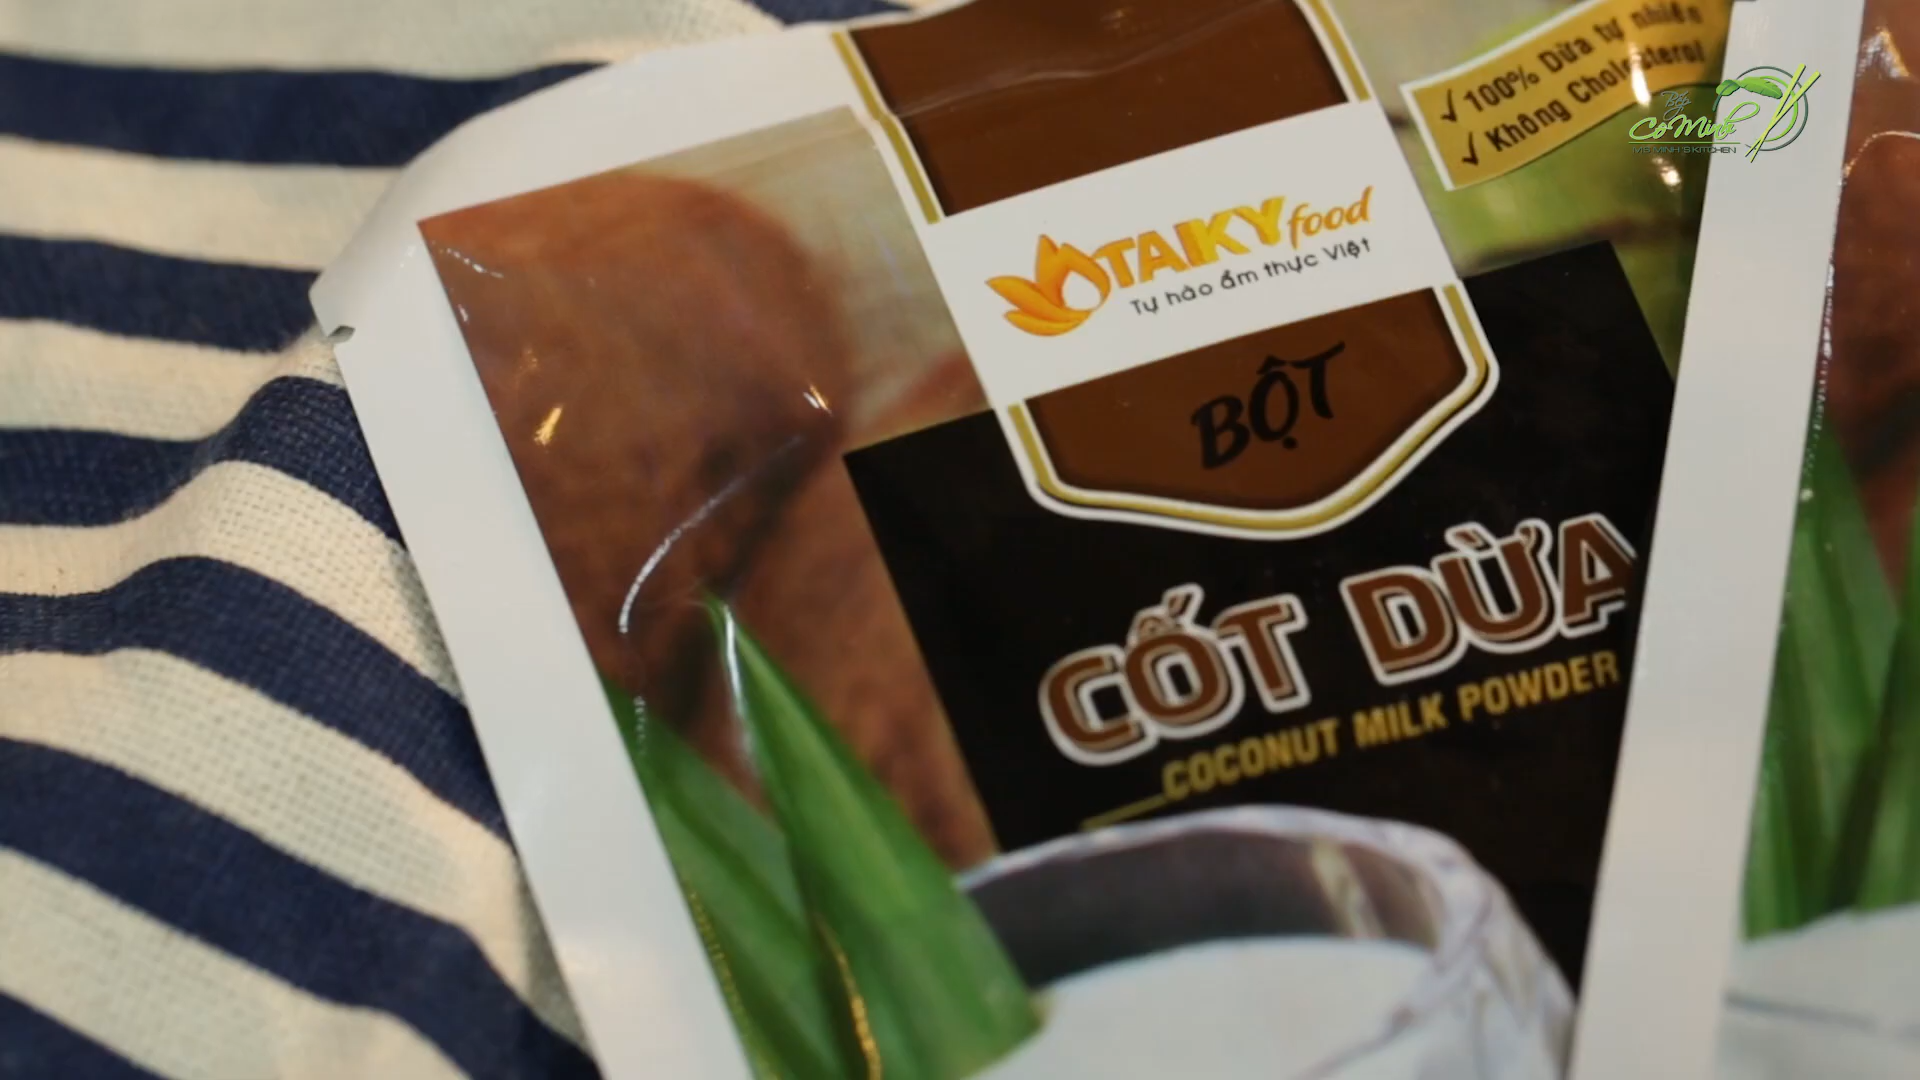 ✓ 100% Dừa tự nhiên
✓ Không Cholesterol
Bếp
Cô Minh
MS MINH'S KITCHEN
TAIKY food
Tự hào ẩm thực Việt
BỘT
CỐT DỪA
COCONUT MILK POWDER